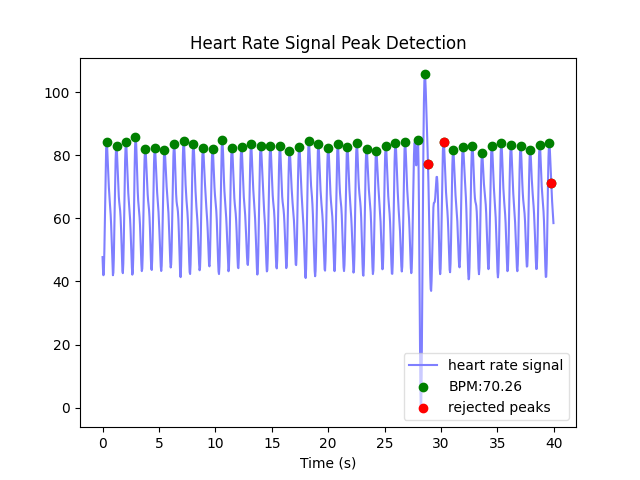 Heart Rate Signal Peak Detection
100
80
60
40
20
0
heart rate signal
BPM:70.26
rejected peaks
0 5 10 15 20 25 30 35 40
Time (s)